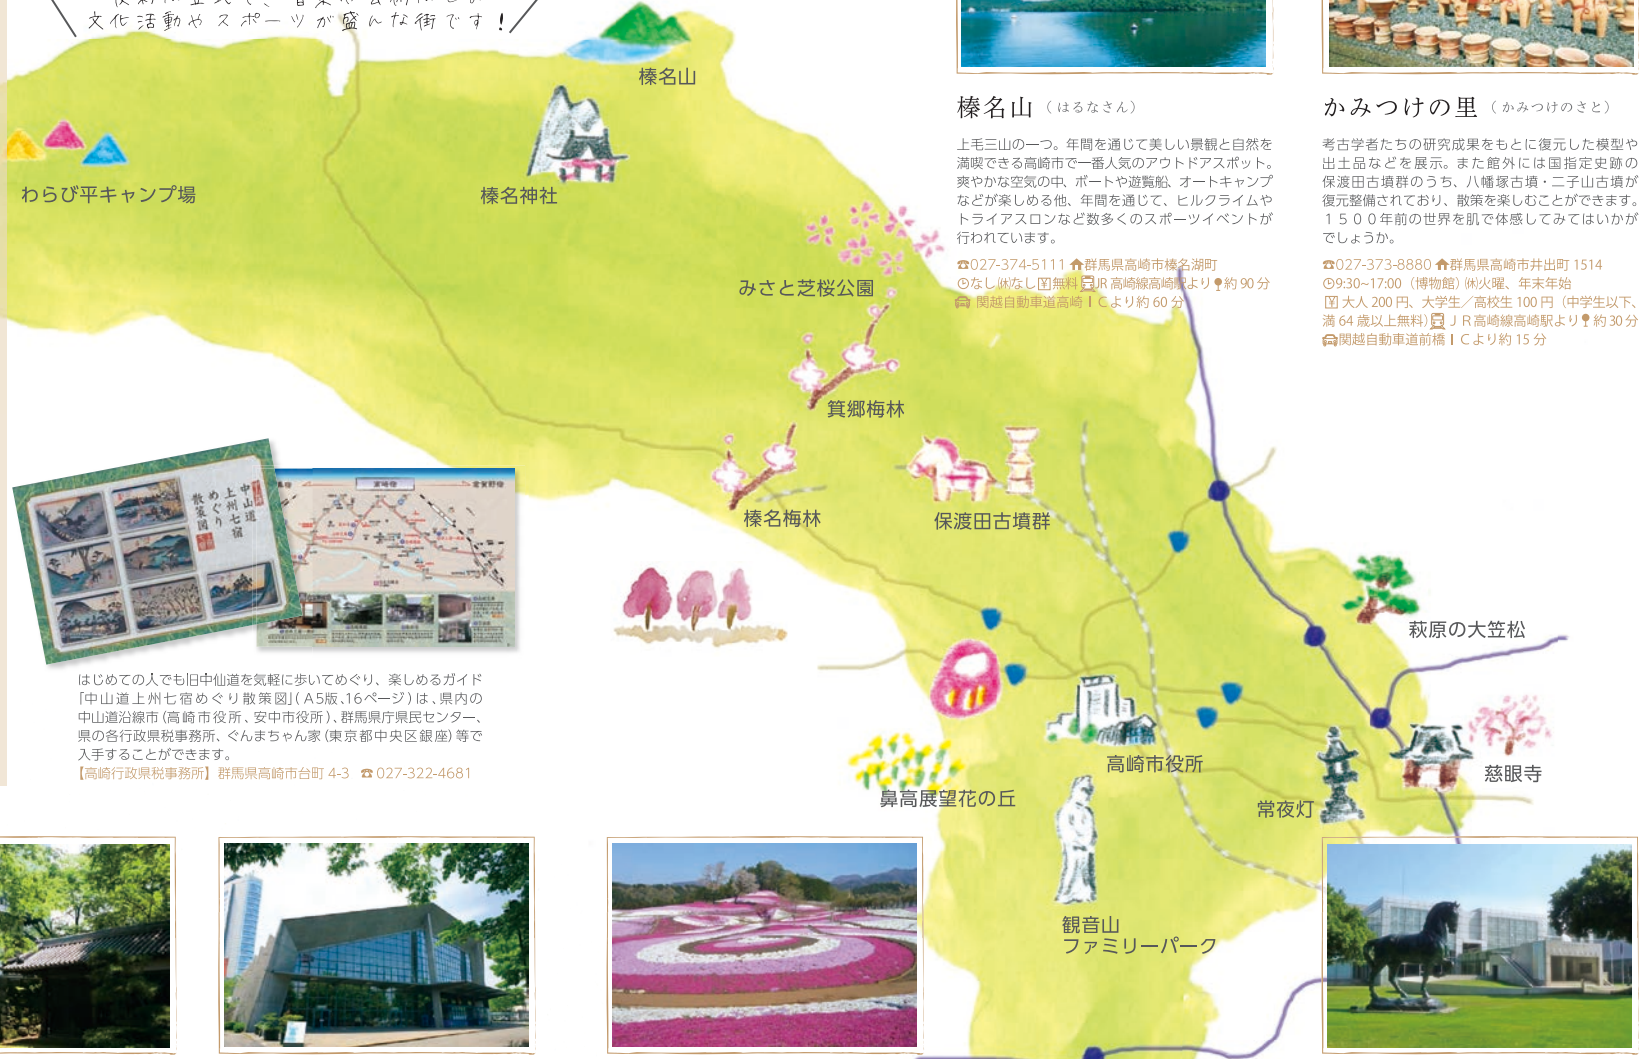 文化活動やスポーツが盛んな街です！
榛名山
わらび平キャンプ場
榛名神社
みさと芝桜公園
箕郷梅林
榛名梅林
保渡田古墳群
萩原の大笠松
高崎市役所
慈眼寺
常夜灯
鼻高展望花の丘
観音山
ファミリーパーク
榛名山（はるなさん）
上毛三山の一つ。年間を通じて美しい景観と自然を
満喫できる高崎市で一番人気のアウトドアスポット。
爽やかな空気の中、ボートや遊覧船、オートキャンプ
などが楽しめる他、年間を通じて、ヒルクライムや
トライアスロンなど数多くのスポーツイベントが
行われています。
☎027-374-5111 群馬県高崎市榛名湖町
なし㈭なし 無料 JR高崎線高崎駅より 約90分
関越自動車道高崎ＩＣより約60分
かみつけの里（かみつけのさと）
考古学者たちの研究成果をもとに復元した模型や
出土品などを展示。また館外には国指定史跡の
保渡田古墳群のうち、八幡塚古墳・二子山古墳が
復元整備されており、散策を楽しむことができます。
１５００年前の世界を肌で体感してみてはいかが
でしょうか。
☎027-373-8880 群馬県高崎市井出町1514
9:30~17:00（博物館）㈭火曜、年末年始
¥大人200円、大学生／高校生100円（中学生以下、
満64歳以上無料） ＪＲ高崎線高崎駅より 約30分
関越自動車道前橋ＩＣより約15分
中山道
上州七宿
めぐり
散策図
高崎宿
倉賀野宿
はじめての人でも旧中仙道を気軽に歩いてめぐり、楽しめるガイド
「中山道上州七宿めぐり散策図」（A5版、16ページ）は、県内の
中山道沿線市（高崎市役所、安中市役所）、群馬県庁県民センター、
県の各行政県税事務所、ぐんまちゃん家（東京都中央区銀座）等で
入手することができます。
【高崎行政県税事務所】群馬県高崎市台町4-3 ☎027-322-4681